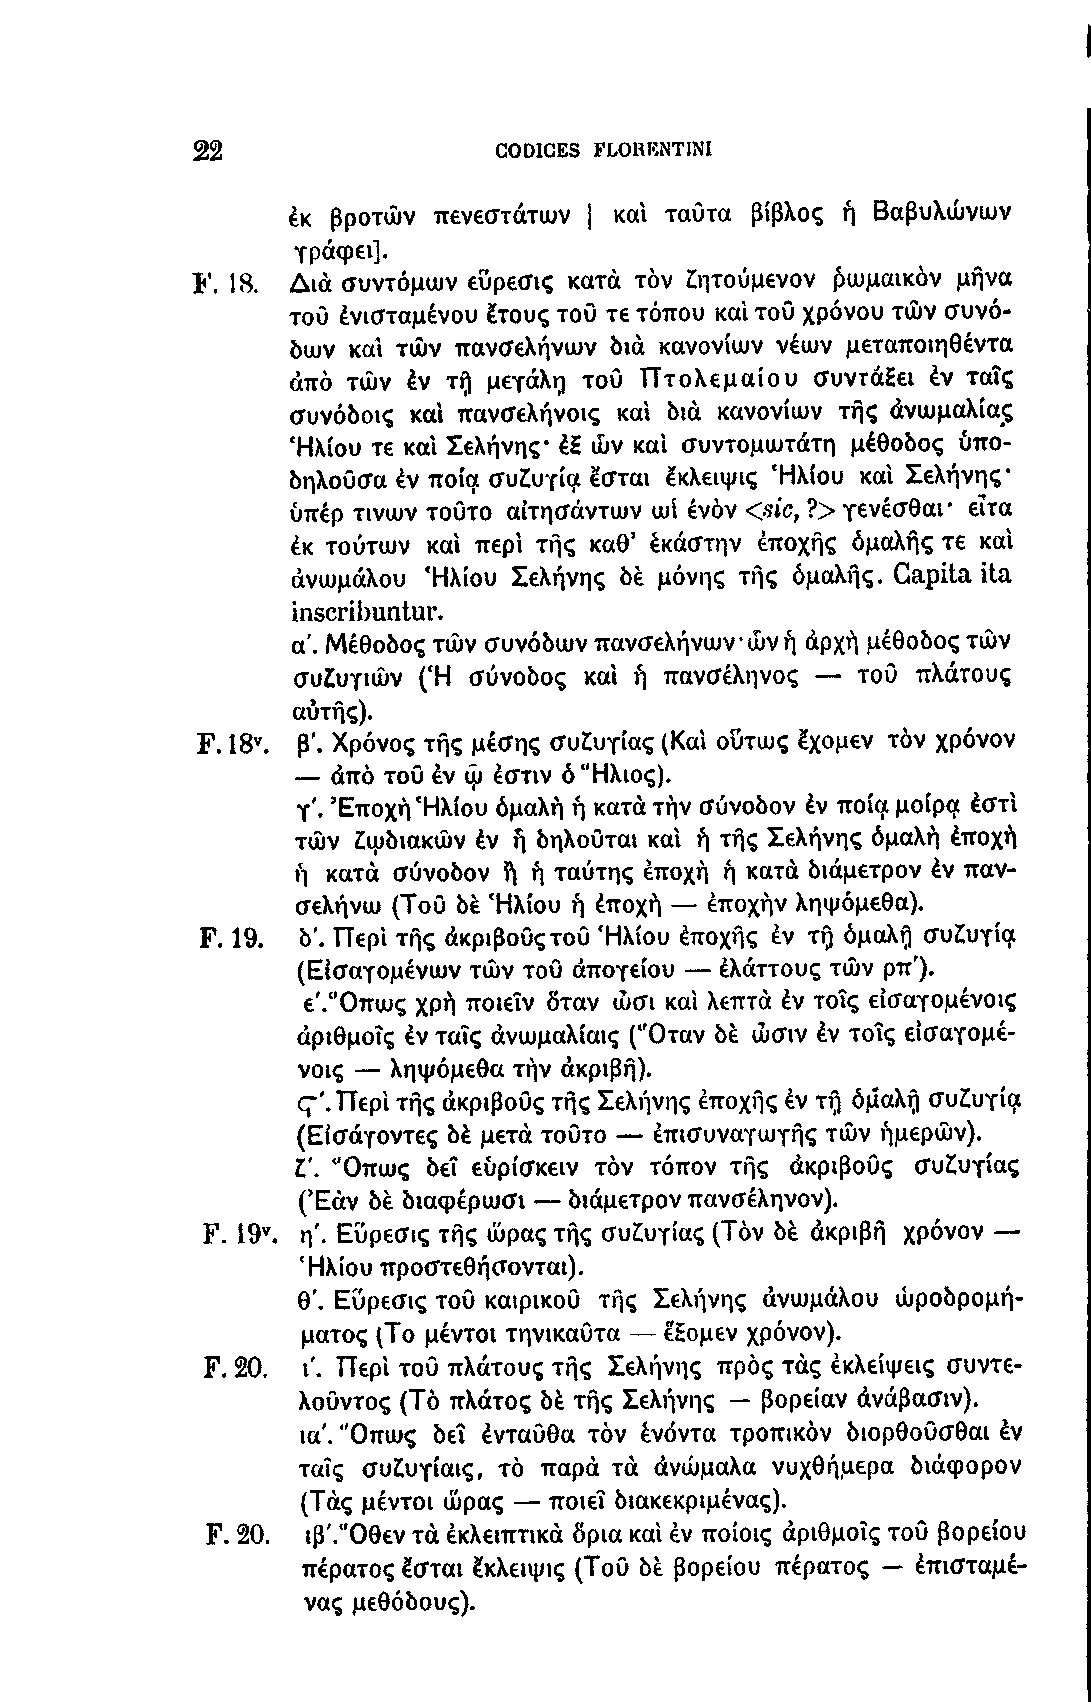 22 CODICES FLORENTINI
ἐκ βροτῶν πενεστάτων | καὶ ταῦτα βίβλος ἡ Βαβυλώνων
γράφει].
F. 18. Διὰ συντόμων εὕρεσις κατὰ τὸν ζητούμενον ῥωμαικὸν μῆνα
τοῦ ἐνισταμένου ἔτους τοῦ τε τόπου καὶ τοῦ χρόνου τῶν συνό-
δων καὶ τῶν πανσελήνων διὰ κανονίων νέων μεταποιηθέντα
ἀπὸ τῶν ἐν τῇ μεγάλῃ τοῦ Πτολεμαίου συντάξει ἐν ταῖς
συνόδοις καὶ πανσελήνοις καὶ διὰ κανονίων τῆς ἀνωμαλίας
Ἡλίου τε καὶ Σελήνης· ἐξ ὧν καὶ συντομωτάτη μέθοδος ὑπο-
δηλοῦσα ἐν ποίᾳ συζυγίᾳ ἔσται ἔκλειψις Ἡλίου καὶ Σελήνης·
ὑπέρ τινων τοῦτο αἰτησάντων ωἱ ἐνὸν <sic, ?> γενέσθαι· εἶτα
ἐκ τούτων καὶ περὶ τῆς καθ’ ἑκάστην ἐποχῆς ὁμαλῆς τε καὶ
ἀνωμάλου Ἡλίου Σελήνης δὲ μόνης τῆς ὁμαλῆς. Capita ita
inscribuntur.
α΄. Μέθοδος τῶν συνόδων πανσελήνων· ὧν ἡ ἀρχὴ μέθοδος τῶν
συζυγιῶν (Ἡ σύνοδος καὶ ἡ πανσέληνος — τοῦ πλάτους
αὐτῆς).
F. 18v. β΄. Χρόνος τῆς μέσης συζυγίας (Καὶ οὕτως ἔχομεν τὸν χρόνον
— ἀπὸ τοῦ ἐν ᾧ ἐστιν ὁ Ἥλιος).
γ΄. Ἐποχὴ Ἡλίου ὁμαλὴ ἡ κατὰ τὴν σύνοδον ἐν ποίᾳ μοίρᾳ ἐστὶ
τῶν ζῳδιακῶν ἐν ᾗ δηλοῦται καὶ ἡ τῆς Σελήνης ὁμαλὴ ἐποχὴ
ἡ κατὰ σύνοδον ἢ ἡ ταύτης ἐποχὴ ἡ κατὰ διάμετρον ἐν παν-
σελήνω (Τοῦ δὲ Ἡλίου ἡ ἐποχὴ — ἐποχὴν ληψόμεθα).
F. 19. δ΄. Περὶ τῆς ἀκριβοῦς τοῦ Ἡλίου ἐποχῆς ἐν τῇ ὁμαλῇ συζυγίᾳ
(Εἰσαγομένων τῶν τοῦ ἀπογείου — ἐλάττους τῶν ρπ΄).
ε΄. Ὅπως χρὴ ποιεῖν ὅταν ὦσι καὶ λεπτὰ ἐν τοῖς εἰσαγομένοις
ἀριθμοῖς ἐν ταῖς ἀνωμαλίαις (Ὅταν δὲ ὦσιν ἐν τοῖς εἰσαγομέ-
νοις — ληψόμεθα τὴν ἀκριβῆ).
ϛ΄. Περὶ τῆς ἀκριβοῦς τῆς Σελήνης ἐποχῆς ἐν τῇ ὁμαλῇ συζυγίᾳ
(Εἰσάγοντες δὲ μετὰ τοῦτο — ἐπισυναγωγῆς τῶν ἡμερῶν).
ζ΄. Ὅπως δεῖ εὑρίσκειν τὸν τόπον τῆς ἀκριβοῦς συζυγίας
(Ἐὰν δὲ διαφέρωσι — διάμετρον πανσέληνον).
F. 19v. η΄. Εὕρεσις τῆς ὥρας τῆς συζυγίας (Τὸν δὲ ἀκριβῆ χρόνον —
Ἡλίου προστεθήσονται).
θ΄. Εὕρεσις τοῦ καιρικοῦ τῆς Σελήνης ἀνωμάλου ὡροδρομή-
ματος (Το μέντοι τηνικαῦτα — ἕξομεν χρόνον).
F. 20. ι΄. Περὶ τοῦ πλάτους τῆς Σελήνης πρὸς τὰς ἐκλείψεις συντε-
λοῦντος (Τὸ πλάτος δὲ τῆς Σελήνης — βορείαν ἀνάβασιν).
ια΄. Ὅπως δεῖ ἐνταῦθα τὸν ἑνόντα τροπικὸν διορθοῦσθαι ἐν
ταῖς συζυγίαις, τὸ παρὰ τὰ ἀνώμαλα νυχθήμερα διάφορον
(Τὰς μέντοι ὥρας — ποιεῖ διακεκριμένας).
F. 20. ιβ΄. Ὅθεν τὰ ἐκλειπτικὰ ὅρια καὶ ἐν ποίοις ἀριθμοῖς τοῦ βορείου
πέρατος ἔσται ἔκλειψις (Τοῦ δὲ βορείου πέρατος — ἐπισταμέ-
νας μεθόδους).